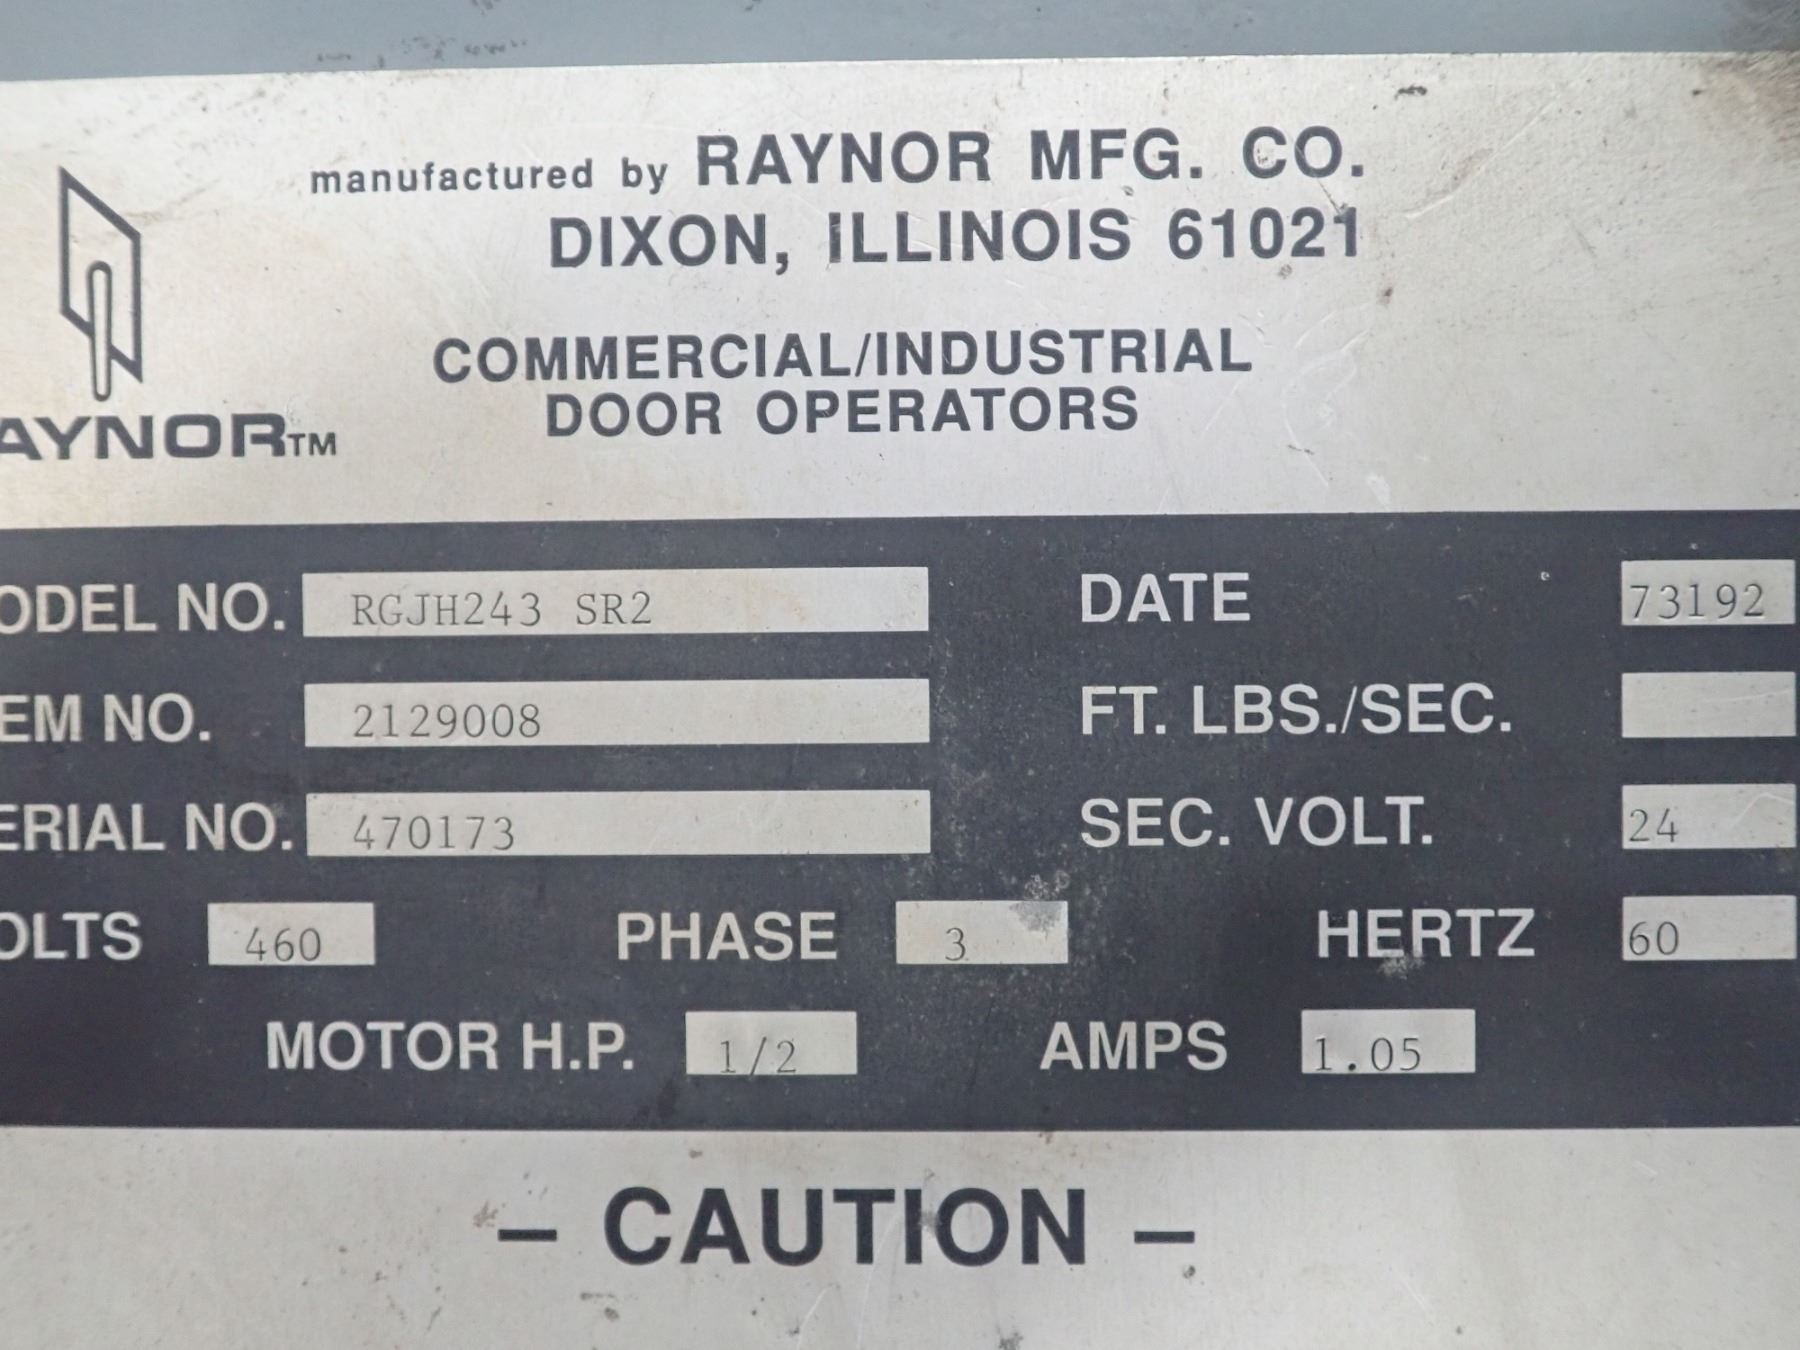 manufactured by RAYNOR MFG. CO.
DIXON, ILLINOIS 61021
COMMERCIAL/INDUSTRIAL
DOOR OPERATORS
AYNOR™
ODEL NO. RGJH243 SR2 DATE 73192
EM NO. 2129008 FT. LBS./SEC.
ERIAL NO. 470173 SEC. VOLT. 24
OLTS 460 PHASE 3 HERTZ 60
MOTOR H.P. 1/2 AMPS 1.05
– CAUTION –